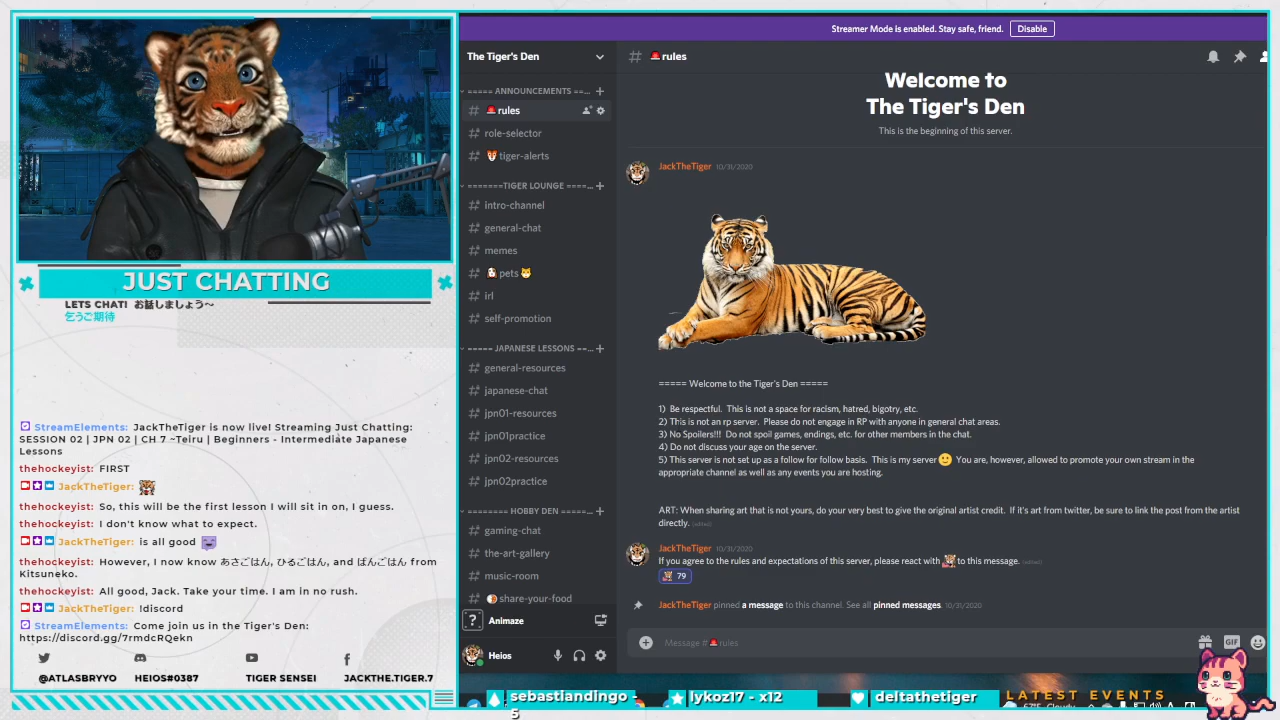 JUST CHATTING
LETS CHAT! お話しましょう〜
乞うご期待
StreamElements: JackTheTiger is now live! Streaming Just Chatting:
SESSION 02 | JPN 02 | CH 7 ~Teiru | Beginners - Intermediate Japanese
Lessons
thehockeyist: FIRST
JackTheTiger:
thehockeyist: So, this will be the first lesson I will sit in on, I guess.
thehockeyist: I don't know what to expect.
JackTheTiger: is all good
thehockeyist: However, I now know あさごはん, ひるごはん, and ばんごはん from
Kitsuneko.
thehockeyist: All good, Jack. Take your time. I am in no rush.
JackTheTiger: !discord
StreamElements: Come join us in the Tiger's Den:
https://discord.gg/7rmdcRQekn
@ATLASBRYYO HEIOS#0387 TIGER SENSEI JACKTHE.TIGER.7
Streamer Mode is enabled. Stay safe, friend. Disable
The Tiger's Den
===== ANNOUNCEMENTS ==...
rules
role-selector
tiger-alerts
=======TIGER LOUNGE ====...
intro-channel
general-chat
memes
pets
irl
self-promotion
===== JAPANESE LESSONS ==...
general-resources
japanese-chat
jpn01-resources
jpn01practice
jpn02-resources
jpn02practice
======== HOBBY DEN =====...
gaming-chat
the-art-gallery
music-room
share-your-food
? Animaze
Heios
# rules
Welcome to
The Tiger's Den
This is the beginning of this server.
JackTheTiger 10/31/2020
===== Welcome to the Tiger's Den =====
1) Be respectful. This is not a space for racism, hatred, bigotry, etc.
2) This is not an rp server. Please do not engage in RP with anyone in general chat areas.
3) No Spoilers!!! Do not spoil games, endings, etc. for other members in the chat.
4) Do not discuss your age on the server.
5) This server is not set up as a follow for follow basis. This is my server You are, however, allowed to promote your own stream in the
appropriate channel as well as any events you are hosting.
ART: When sharing art that is not yours, do your very best to give the original artist credit. If it's art from twitter, be sure to link the post from the artist
directly. (edited)
JackTheTiger 10/31/2020
If you agree to the rules and expectations of this server, please react with to this message. (edited)
79
JackTheTiger pinned a message to this channel. See all pinned messages. 10/31/2020
Message # rules
GIF
sebastiandingo -
5
lykoz17 - x12
deltathetiger
LATEST EVENTS
67°F Cloudy